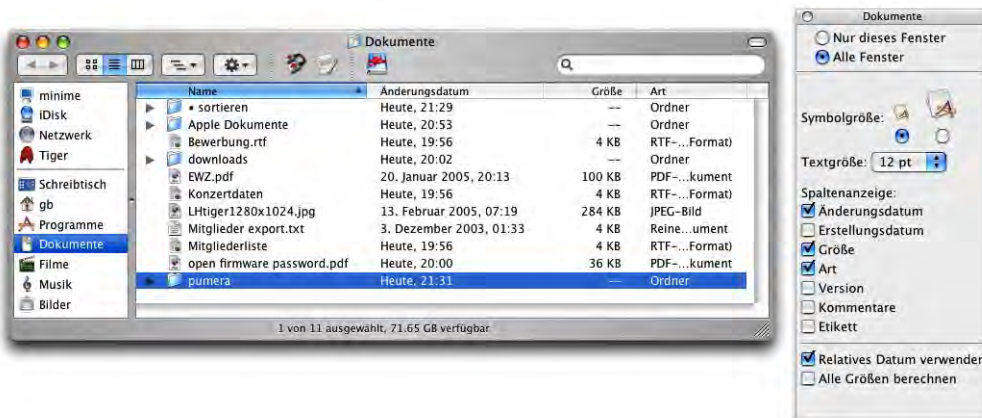 Dokumente
minime
iDisk
Netzwerk
Tiger
Schreibtisch
gb
Programme
Dokumente
Filme
Musik
Bilder
Name Änderungsdatum Größe Art
• sortieren Heute, 21:29 -- Ordner
Apple Dokumente Heute, 20:53 -- Ordner
Bewerbung.rtf Heute, 19:56 4 KB RTF-...Format)
downloads Heute, 20:02 -- Ordner
EWZ.pdf 20. Januar 2005, 20:13 100 KB PDF-...kument
Konzertdaten Heute, 19:56 4 KB RTF-...Format)
LHtiger1280x1024.jpg 13. Februar 2005, 07:19 284 KB JPEG-Bild
Mitglieder export.txt 3. Dezember 2003, 01:33 4 KB Reine...ument
Mitgliederliste Heute, 19:56 4 KB RTF-...Format)
open firmware password.pdf Heute, 20:00 36 KB PDF-...kument
pumera Heute, 21:31 -- Ordner
1 von 11 ausgewählt, 71.65 GB verfügbar
Dokumente
Nur dieses Fenster
Alle Fenster
Symbolgröße:
Textgröße: 12 pt
Spaltenanzeige:
Änderungsdatum
Erstellungsdatum
Größe
Art
Version
Kommentare
Etikett
Relatives Datum verwenden
Alle Größen berechnen